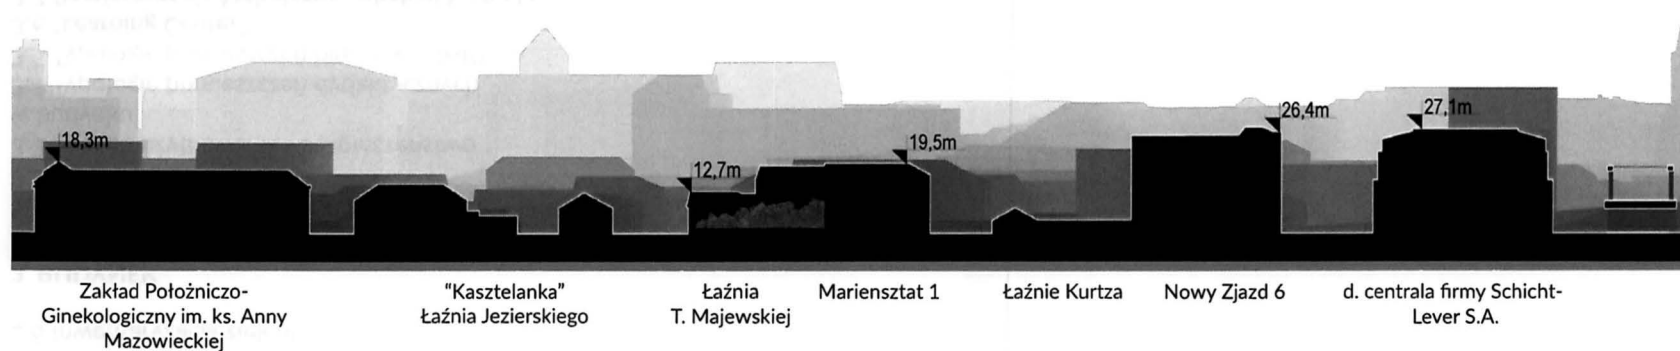 18,3m
12,7m
19,5m
26,4m
27,1m
Zakład Położniczo-
Ginekologiczny im. ks. Anny
Mazowieckiej
"Kasztelanka"
Łaźnia Jezierskiego
Łaźnia
T. Majewskiej
Mariensztat 1
Łaźnie Kurtza
Nowy Zjazd 6
d. centrala firmy Schicht-
Lever S.A.